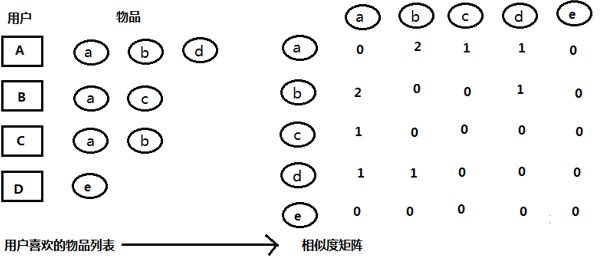 用户 物品
A a b d
B a c
C a b
D e
用户喜欢的物品列表
a b c d e
a 0 2 1 1 0
b 2 0 0 1 0
c 1 0 0 0 0
d 1 1 0 0 0
e 0 0 0 0 0
相似度矩阵